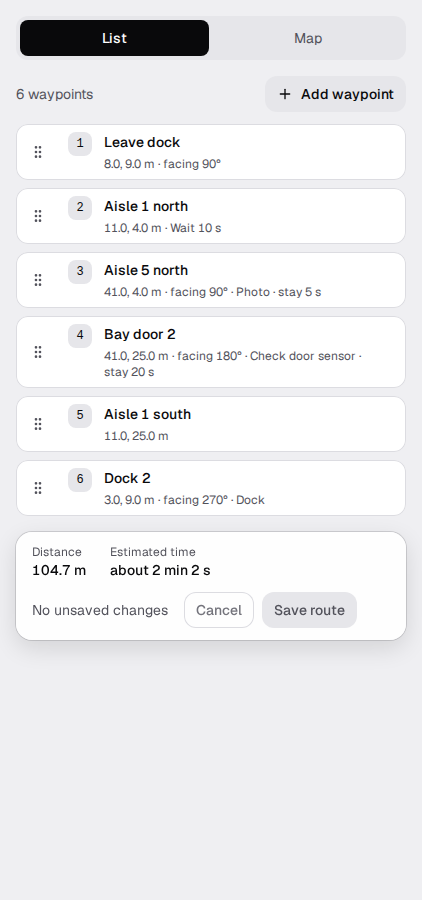 List
Map
6 waypoints
Add waypoint
1
Leave dock
8.0, 9.0 m · facing 90°
2
Aisle 1 north
11.0, 4.0 m · Wait 10 s
3
Aisle 5 north
41.0, 4.0 m · facing 90° · Photo · stay 5 s
4
Bay door 2
41.0, 25.0 m · facing 180° · Check door sensor ·
stay 20 s
5
Aisle 1 south
11.0, 25.0 m
6
Dock 2
3.0, 9.0 m · facing 270° · Dock
Distance
Estimated time
104.7 m
about 2 min 2 s
No unsaved changes
Cancel
Save route